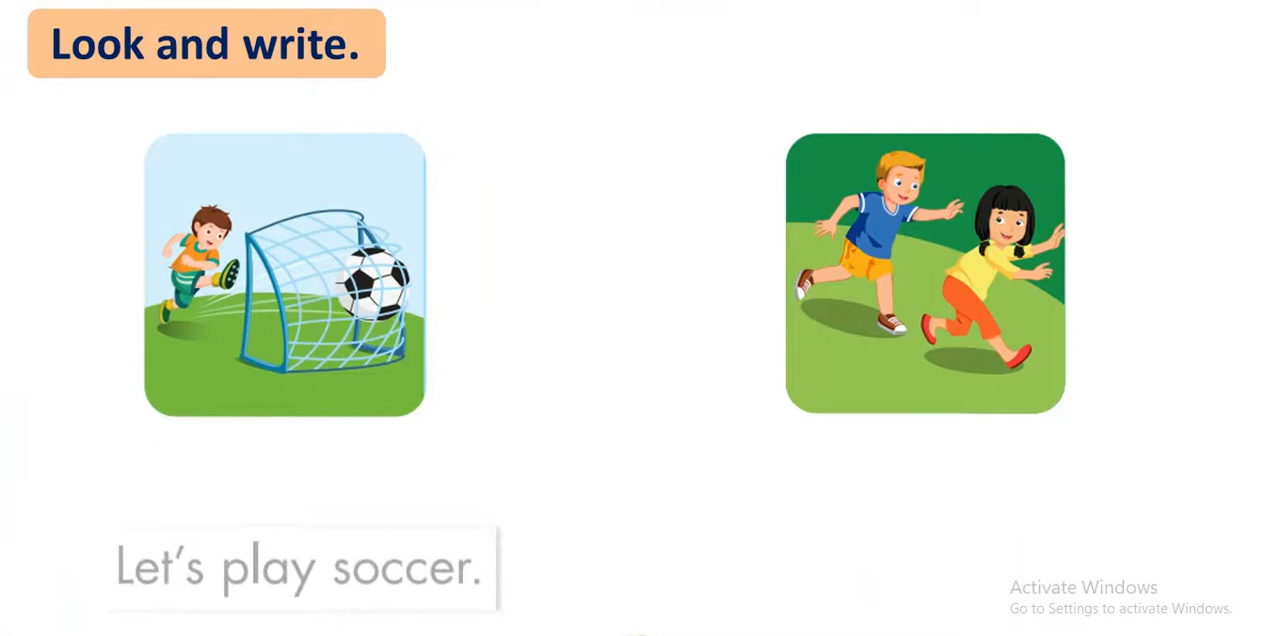 Look and write.
Let's play soccer.
Activate Windows
Go to Settings to activate Windows.